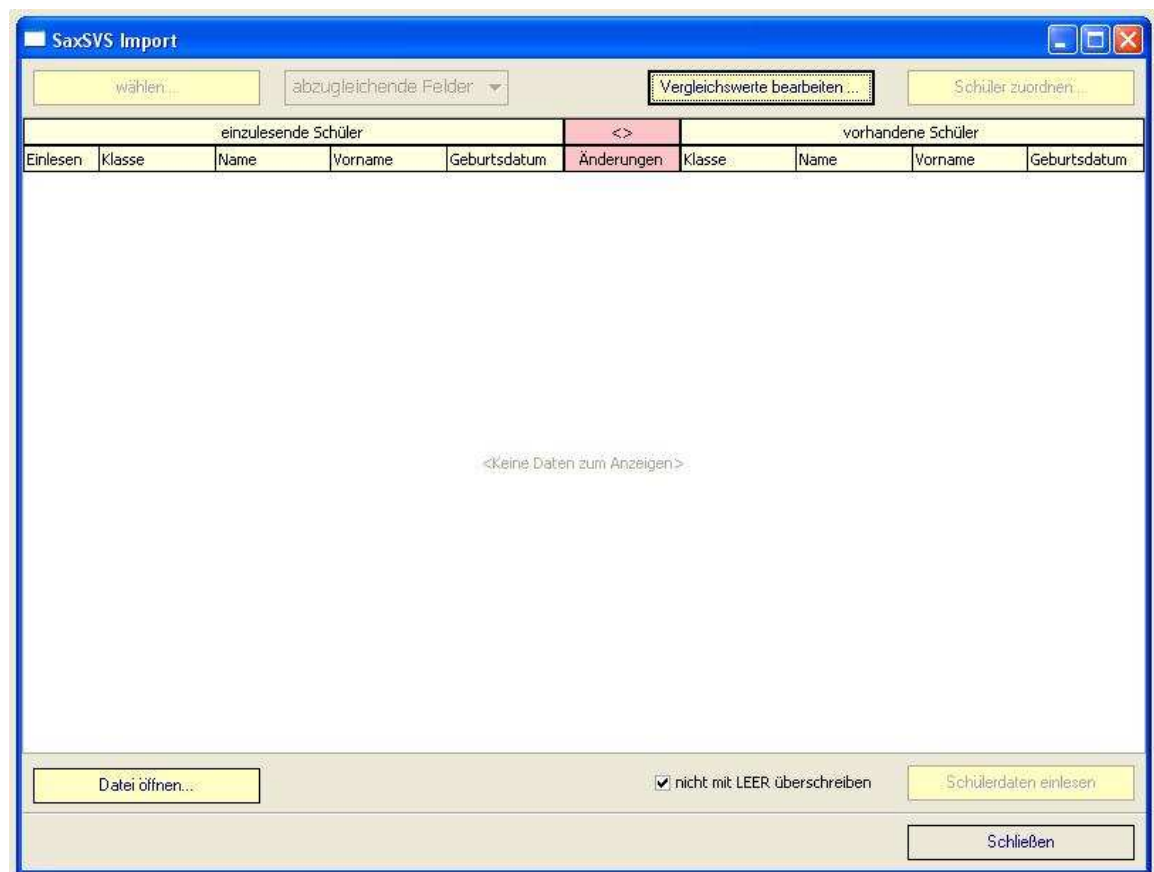 SaxSVS Import
wählen... abzugleichende Felder Vergleichswerte bearbeiten ... Schüler zuordnen...
einzulesende Schüler <> vorhandene Schüler
Einlesen Klasse Name Vorname Geburtsdatum Änderungen Klasse Name Vorname Geburtsdatum
<Keine Daten zum Anzeigen>
Datei öffnen... nicht mit LEER überschreiben Schülerdaten einlesen
Schließen